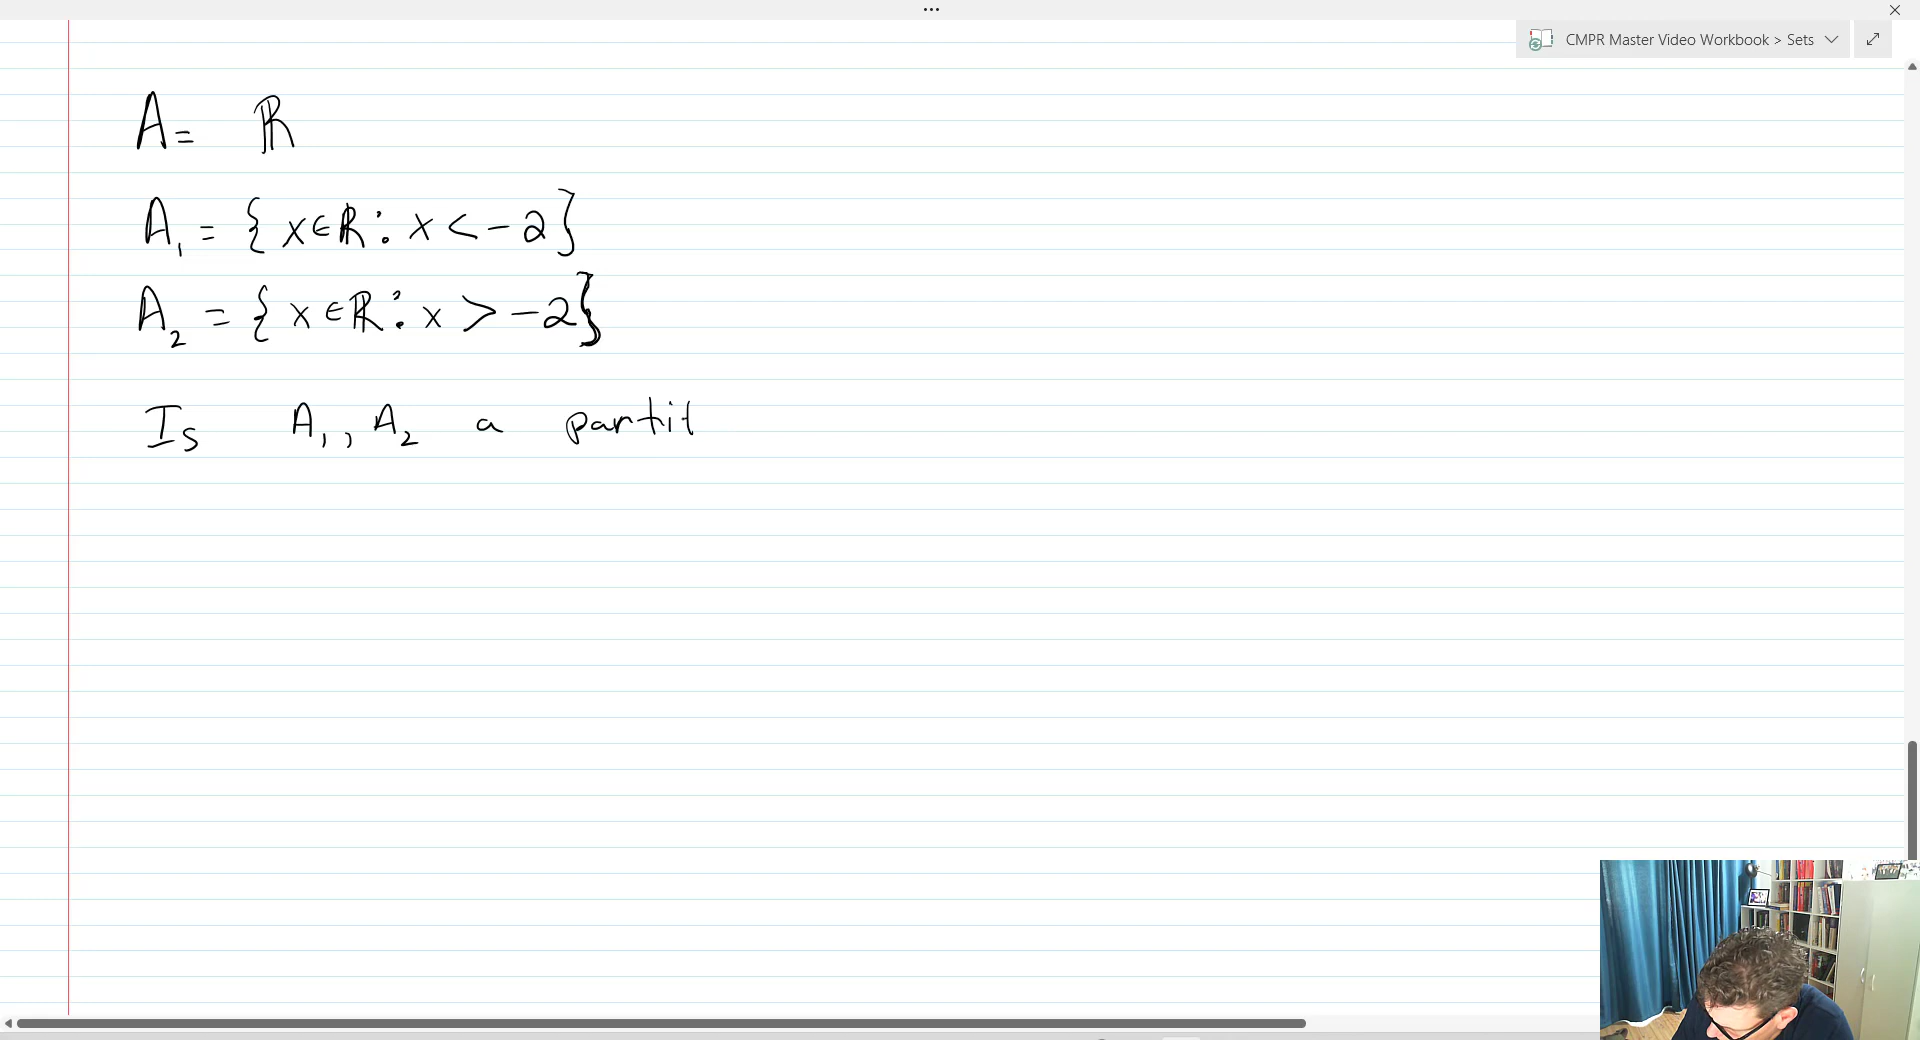 CMPR Master Video Workbook > Sets
A = ℝ
A₁ = { x ∈ ℝ : x < -2 }
A₂ = { x ∈ ℝ : x > -2 }
Is A₁, A₂ a partit